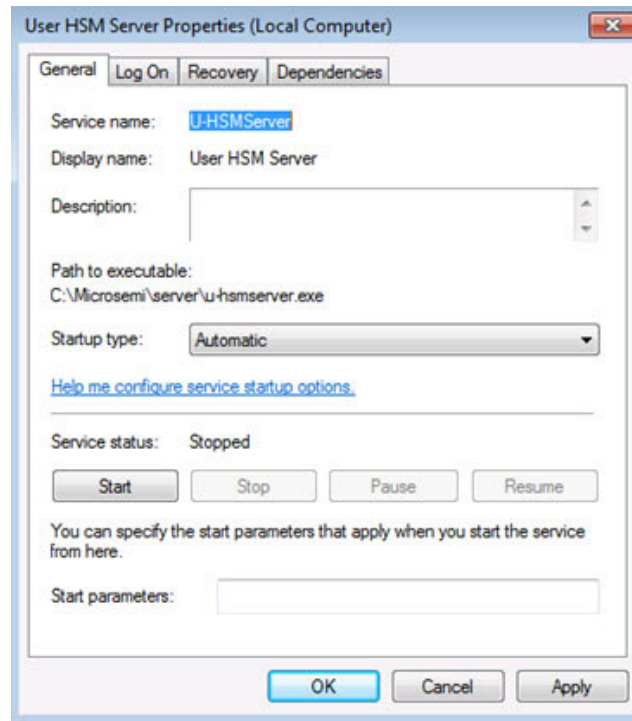 User HSM Server Properties (Local Computer)
General Log On Recovery Dependencies
Service name: U-HSMServer
Display name: User HSM Server
Description:
Path to executable:
C:\Microsemi\server\u-hsmserver.exe
Startup type: Automatic
Help me configure service startup options.
Service status: Stopped
Start Stop Pause Resume
You can specify the start parameters that apply when you start the service
from here.
Start parameters:
OK Cancel Apply